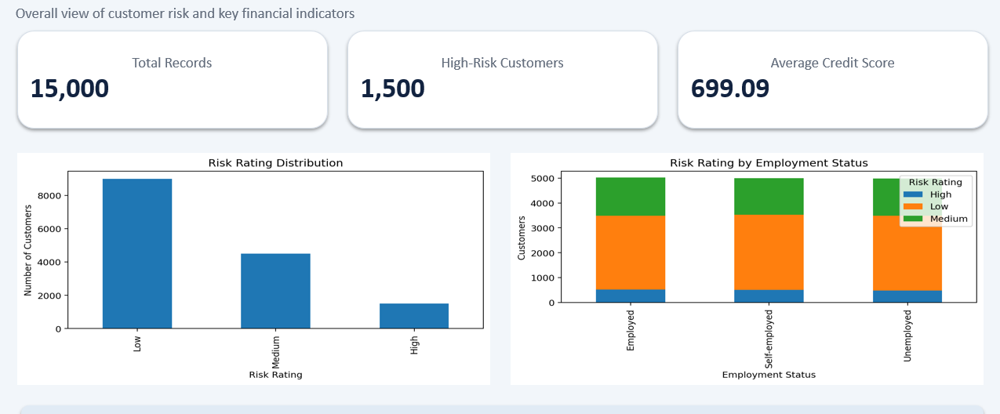 Overall view of customer risk and key financial indicators
Total Records
15,000
High-Risk Customers
1,500
Average Credit Score
699.09
Risk Rating Distribution
Number of Customers
8000
6000
4000
2000
0
Low
Medium
High
Risk Rating
Risk Rating by Employment Status
Customers
5000
4000
3000
2000
1000
0
Risk Rating
High
Low
Medium
Employed
Self-employed
Unemployed
Employment Status